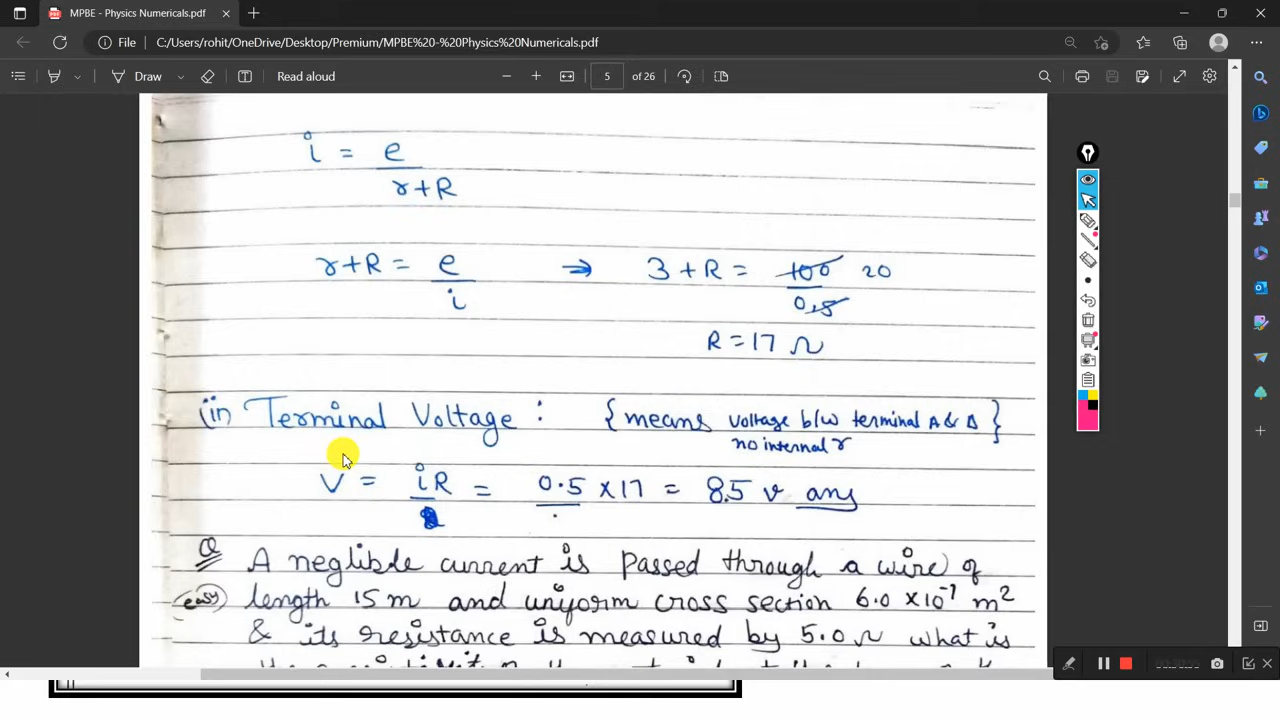 MPBE - Physics Numericals.pdf
File C:/Users/rohit/OneDrive/Desktop/Premium/MPBE%20-%20Physics%20Numericals.pdf
Draw Read aloud 5 of 26
i = e
r+R
r+R = e → 3+R = 100 20
i 0.5
R = 17 Ω
(ii) Terminal Voltage : { means voltage b/w terminal A & B }
no internal r
V = iR = 0.5 × 17 = 8.5 v ans
Q A neglibde current is passed through a wire of
(easy) length 15 m and uniform cross section 6.0 × 10⁻⁷ m²
& its resistance is measured by 5.0 Ω what is